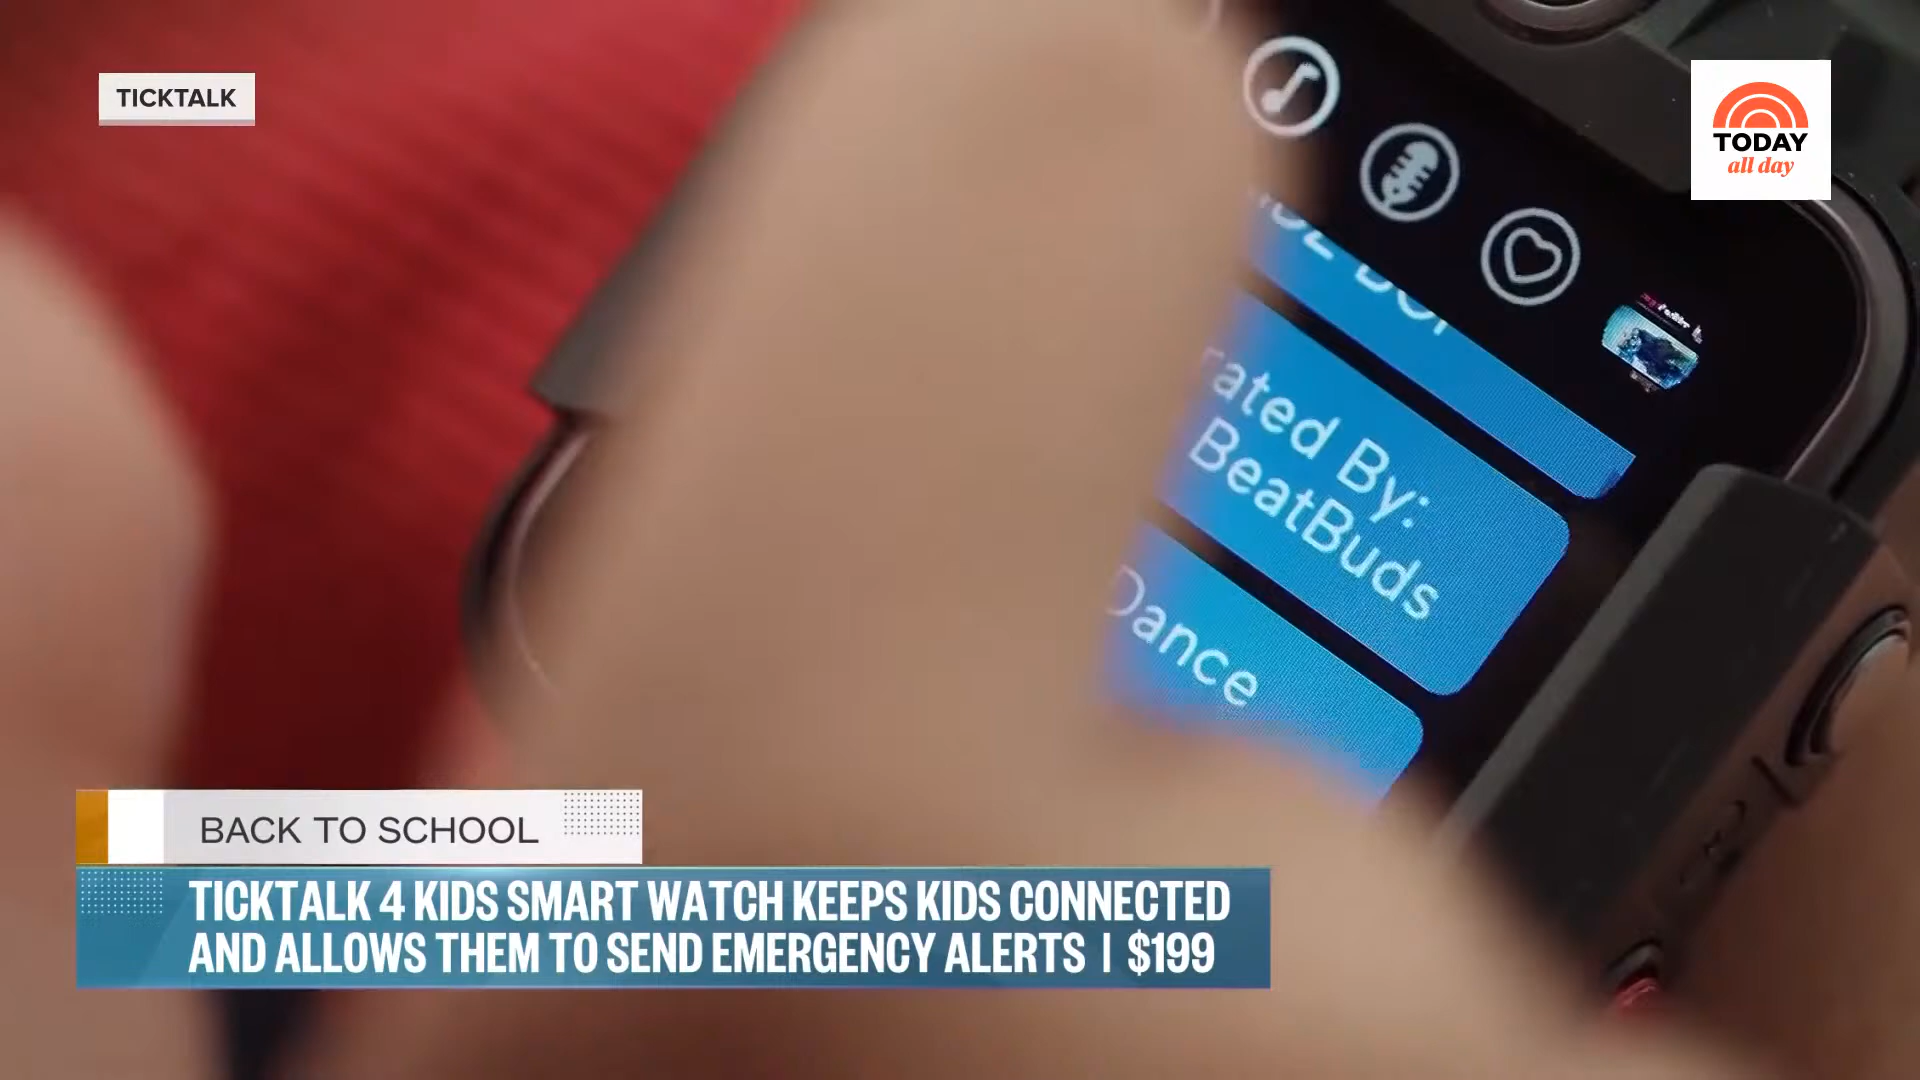 TICKTALK
TODAY
all day
rated By:
BeatBuds
Dance
BACK TO SCHOOL
TICKTALK 4 KIDS SMART WATCH KEEPS KIDS CONNECTED
AND ALLOWS THEM TO SEND EMERGENCY ALERTS | $199